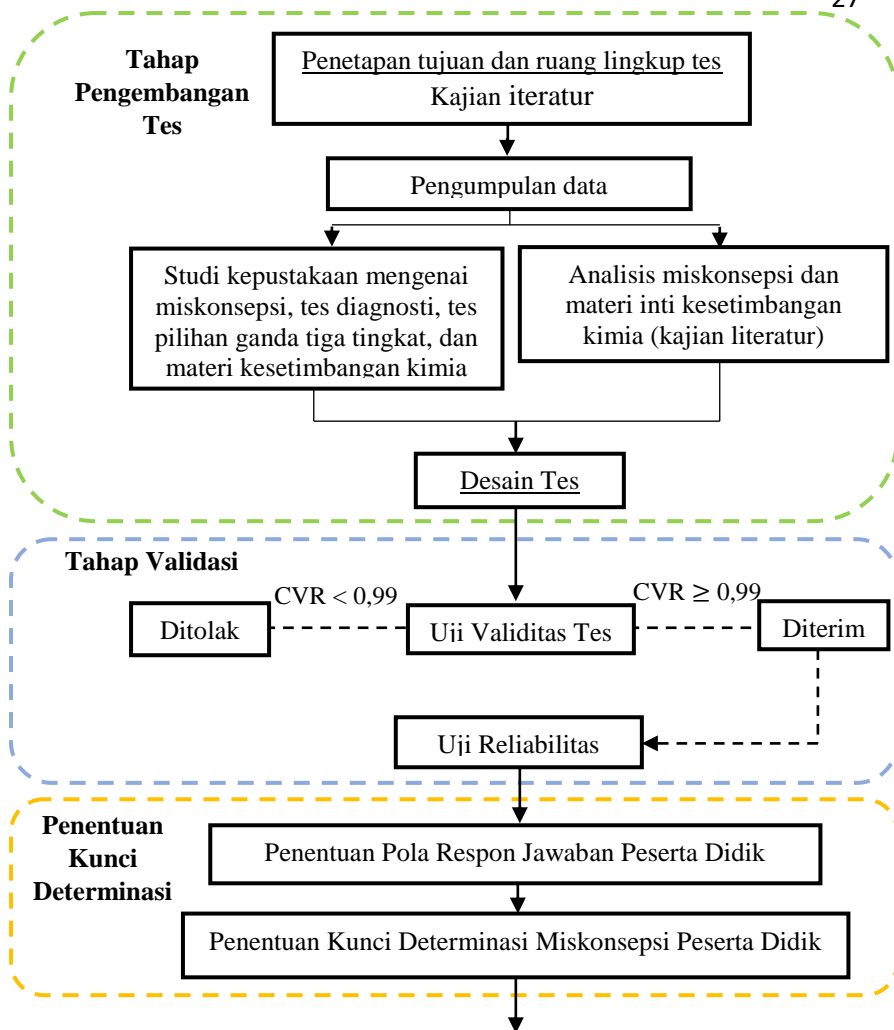 27
Tahap
Pengembangan
Tes
Penetapan tujuan dan ruang lingkup tes
Kajian iteratur
Pengumpulan data
Studi kepustakaan mengenai
miskonsepsi, tes diagnosti, tes
pilihan ganda tiga tingkat, dan
materi kesetimbangan kimia
Analisis miskonsepsi dan
materi inti kesetimbangan
kimia (kajian literatur)
Desain Tes
Tahap Validasi
CVR < 0,99
CVR ≥ 0,99
Ditolak
Uji Validitas Tes
Diterim
Uji Reliabilitas
Penentuan
Kunci
Determinasi
Penentuan Pola Respon Jawaban Peserta Didik
Penentuan Kunci Determinasi Miskonsepsi Peserta Didik